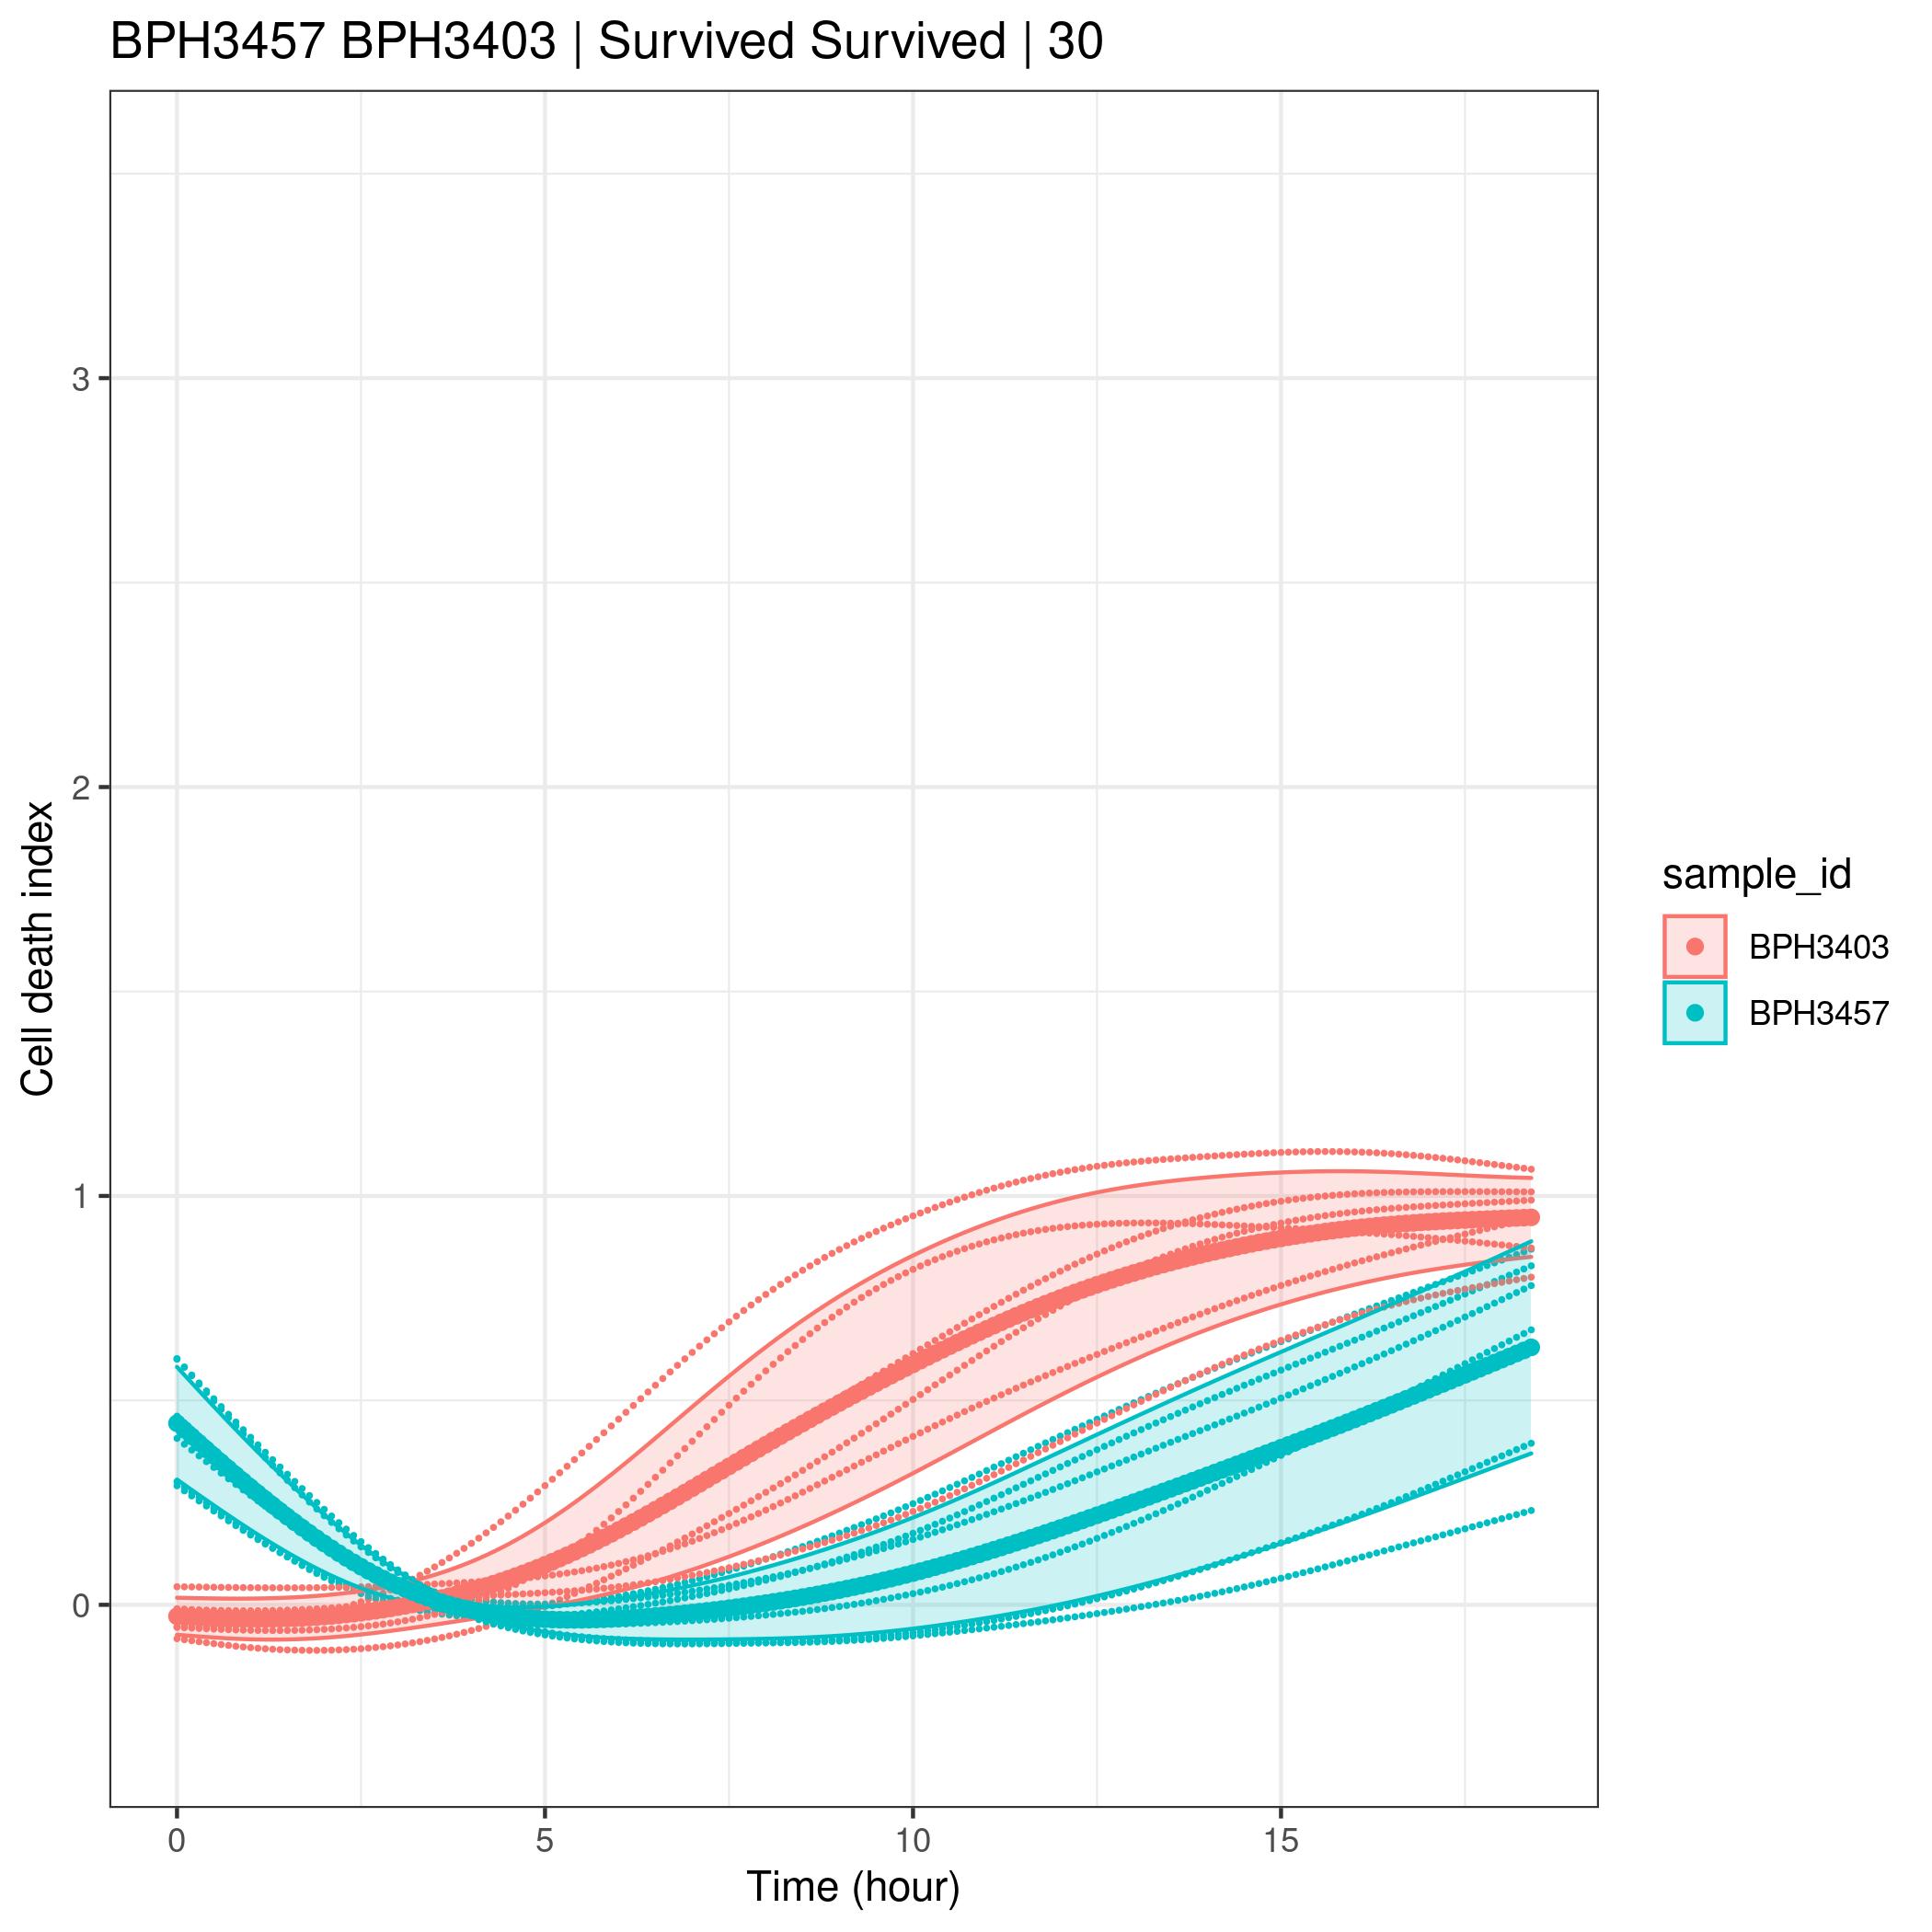 BPH3457 BPH3403 | Survived Survived | 30
Cell death index
3
2
1
0
0 5 10 15
Time (hour)
sample_id
BPH3403
BPH3457